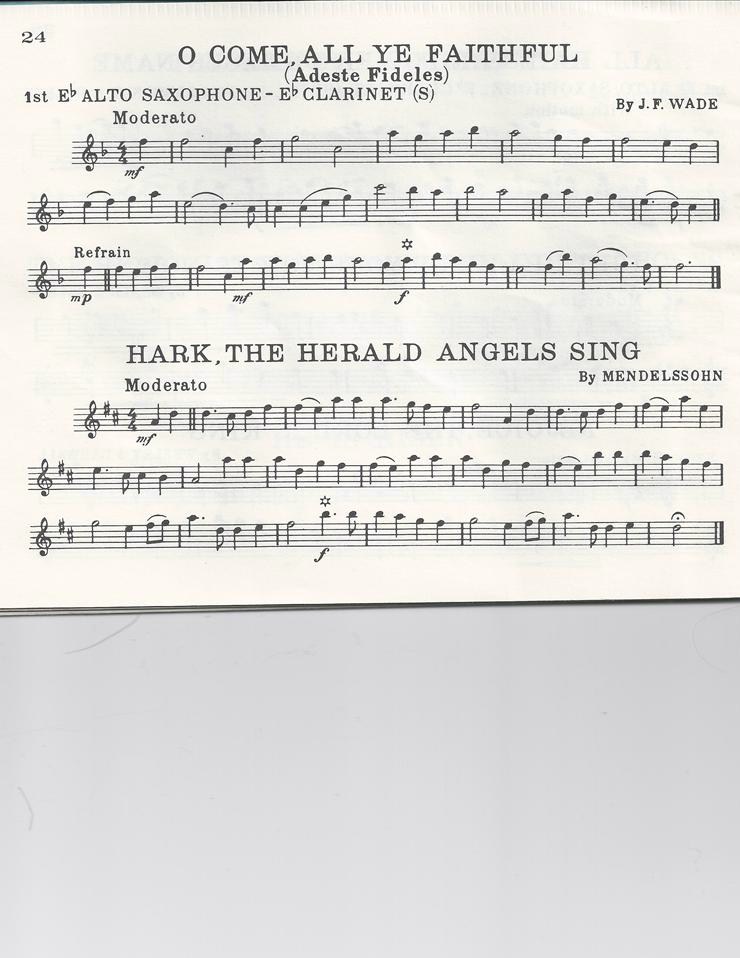 24
O COME, ALL YE FAITHFUL
(Adeste Fideles)
1st E♭ ALTO SAXOPHONE - E♭ CLARINET (S)
By J. F. WADE
Moderato
mf
Refrain
mp
mf
f
HARK, THE HERALD ANGELS SING
By MENDELSSOHN
Moderato
mf
f